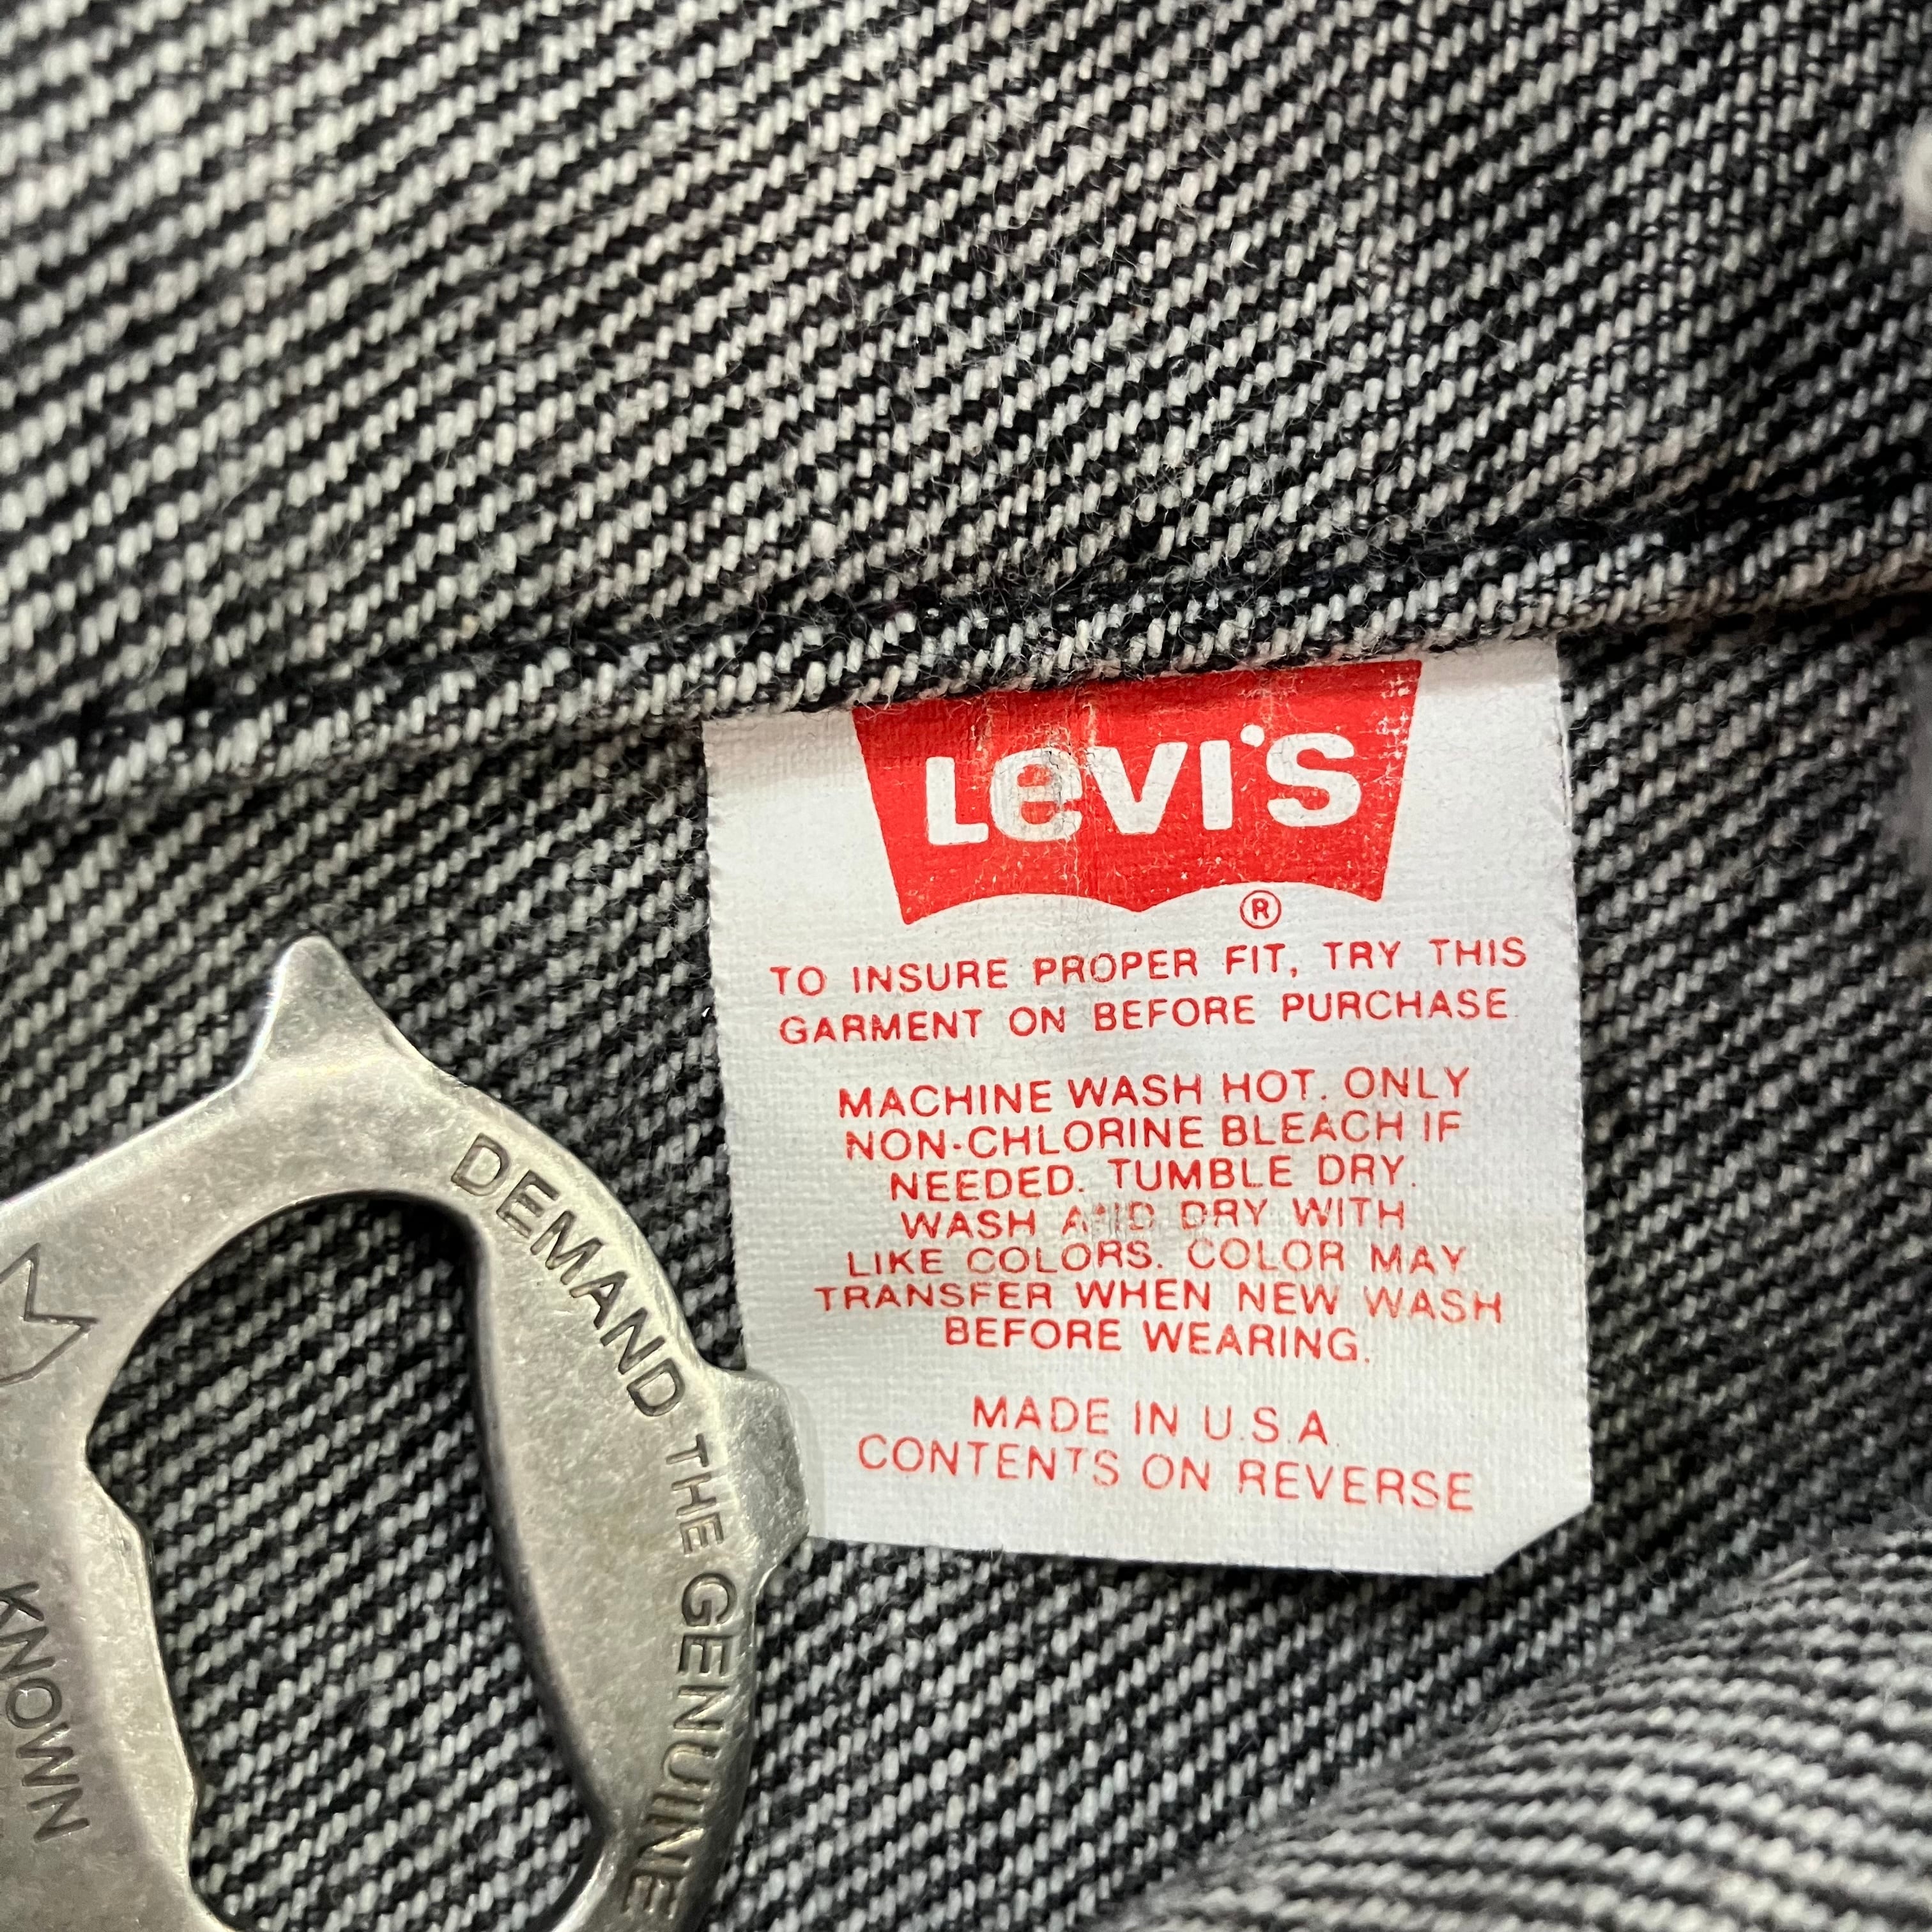 LEVI'S
®
TO INSURE PROPER FIT, TRY THIS
GARMENT ON BEFORE PURCHASE
MACHINE WASH HOT. ONLY
NON-CHLORINE BLEACH IF
NEEDED. TUMBLE DRY.
WASH AND DRY WITH
LIKE COLORS. COLOR MAY
TRANSFER WHEN NEW WASH
BEFORE WEARING.
MADE IN U.S.A
CONTENTS ON REVERSE
DEMAND THE GENUINE
KNOWN